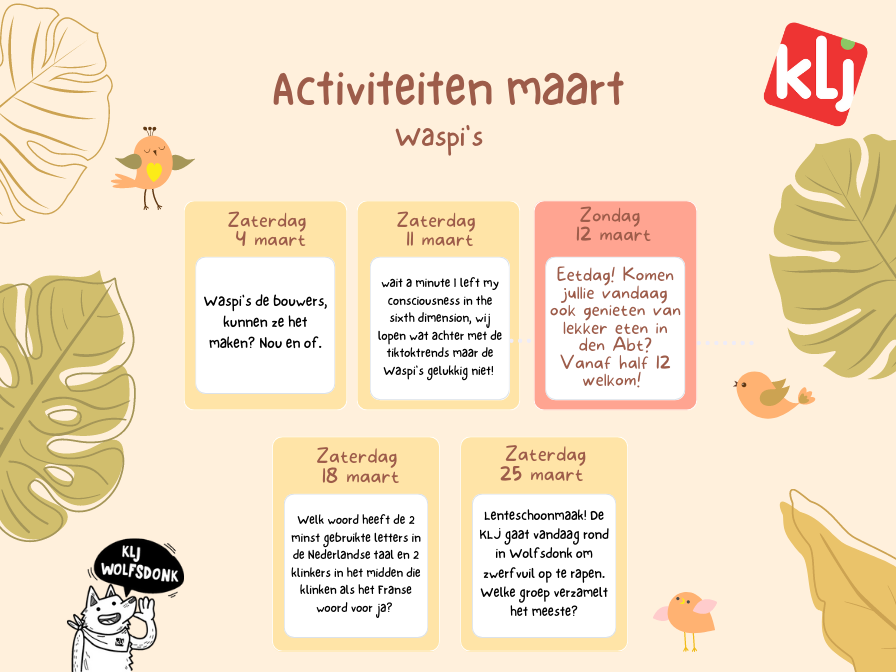 klj
Activiteiten maart
Waspi's
Zaterdag
4 maart
Waspi's de bouwers,
kunnen ze het
maken? Nou en of.
Zaterdag
11 maart
wait a minute I left my
consciousness in the
sixth dimension, wij
lopen wat achter met de
tiktoktrends maar de
Waspi's gelukkig niet!
Zondag
12 maart
Eetdag! Komen
jullie vandaag
ook genieten van
lekker eten in
den Abt?
Vanaf half 12
welkom!
Zaterdag
18 maart
Welk woord heeft de 2
minst gebruikte letters in
de Nederlandse taal en 2
klinkers in het midden die
klinken als het Franse
woord voor ja?
Zaterdag
25 maart
Lenteschoonmaak! De
KLJ gaat vandaag rond
in Wolfsdonk om
zwerfvuil op te rapen.
Welke groep verzamelt
het meeste?
KLJ
WOLFSDONK